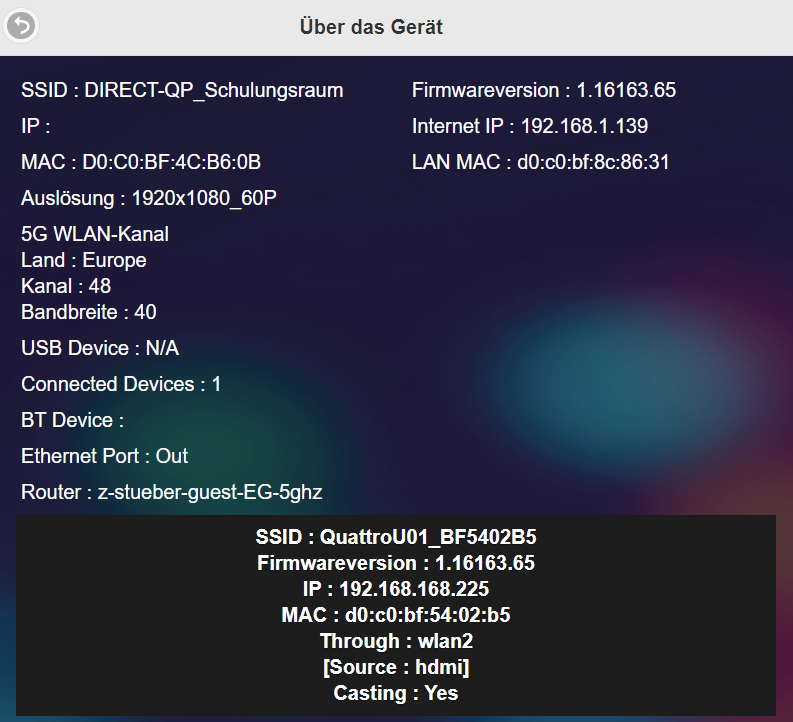 Über das Gerät
SSID : DIRECT-QP_Schulungsraum
Firmwareversion : 1.16163.65
IP :
Internet IP : 192.168.1.139
MAC : D0:C0:BF:4C:B6:0B
LAN MAC : d0:c0:bf:8c:86:31
Auslösung : 1920x1080_60P
5G WLAN-Kanal
Land : Europe
Kanal : 48
Bandbreite : 40
USB Device : N/A
Connected Devices : 1
BT Device :
Ethernet Port : Out
Router : z-stueber-guest-EG-5ghz
SSID : QuattroU01_BF5402B5
Firmwareversion : 1.16163.65
IP : 192.168.168.225
MAC : d0:c0:bf:54:02:b5
Through : wlan2
[Source : hdmi]
Casting : Yes